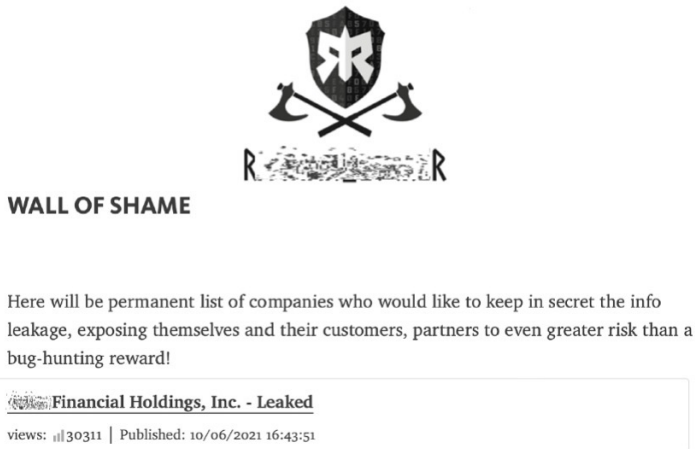 WALL OF SHAME
Here will be permanent list of companies who would like to keep in secret the info
leakage, exposing themselves and their customers, partners to even greater risk than a
bug-hunting reward!
Financial Holdings, Inc. - Leaked
views: 30311 | Published: 10/06/2021 16:43:51